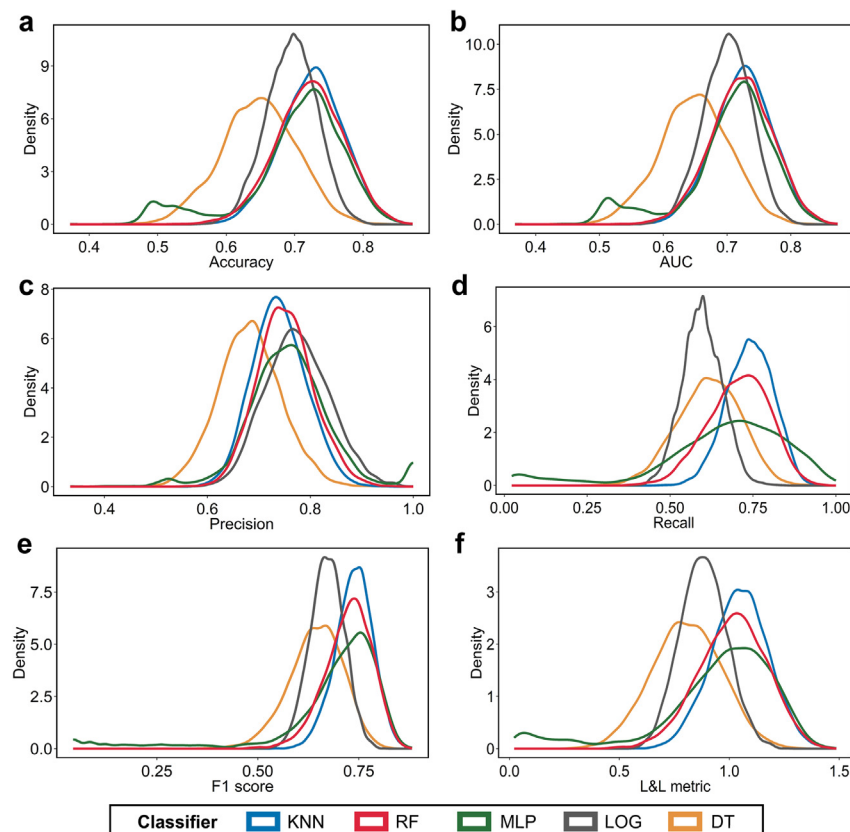 a
b
9
6
3
0
Density
0.4 0.5 0.6 0.7 0.8
Accuracy
10.0
7.5
5.0
2.5
0.0
Density
0.4 0.5 0.6 0.7 0.8
AUC
c
d
8
6
4
2
0
Density
0.4 0.6 0.8 1.0
Precision
6
4
2
0
Density
0.00 0.25 0.50 0.75 1.00
Recall
e
f
7.5
5.0
2.5
0.0
Density
0.25 0.50 0.75
F1 score
3
2
1
0
Density
0.0 0.5 1.0 1.5
L&L metric
Classifier KNN RF MLP LOG DT